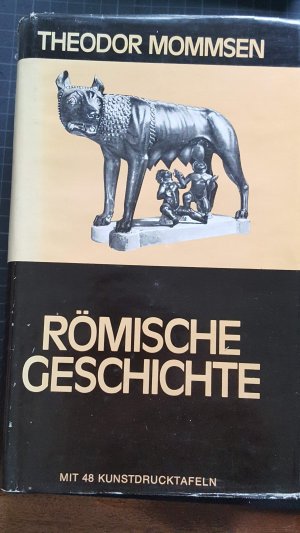 THEODOR MOMMSEN
RÖMISCHE
GESCHICHTE
MIT 48 KUNSTDRUCKTAFELN